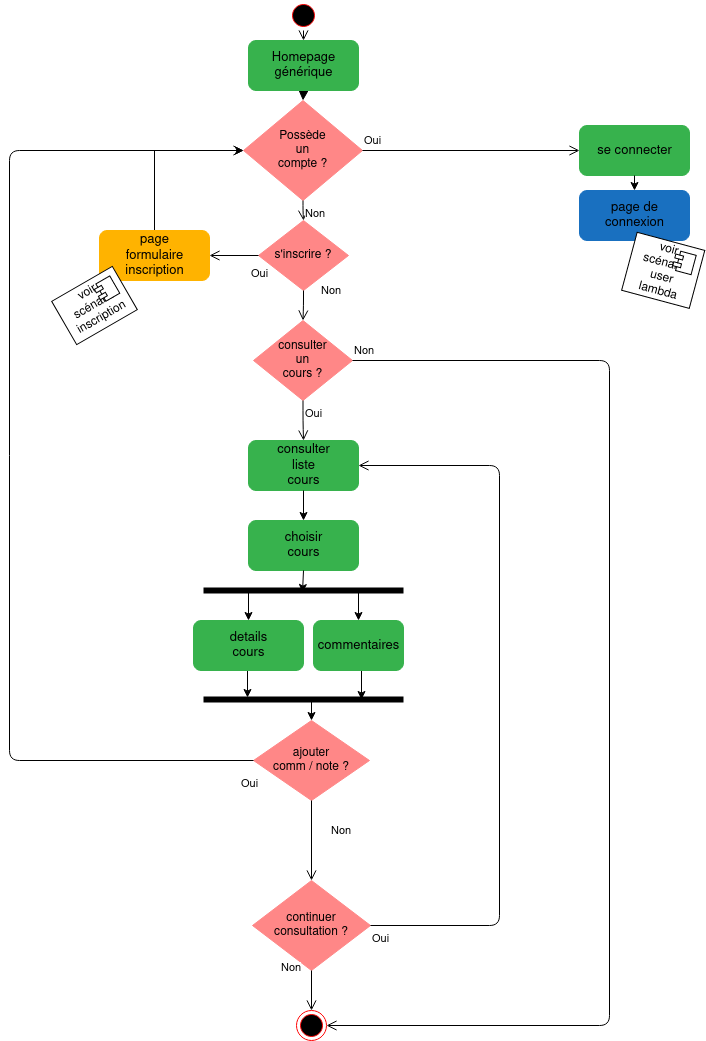 Homepage
générique
Possède
un
compte ?
Oui
se connecter
page de
connexion
voir
scéna
user
lambda
Non
s'inscrire ?
Oui
Non
page
formulaire
inscription
voir
scéna
inscription
consulter
un
cours ?
Non
Oui
consulter
liste
cours
choisir
cours
details
cours
commentaires
ajouter
comm / note ?
Oui
Non
continuer
consultation ?
Oui
Non